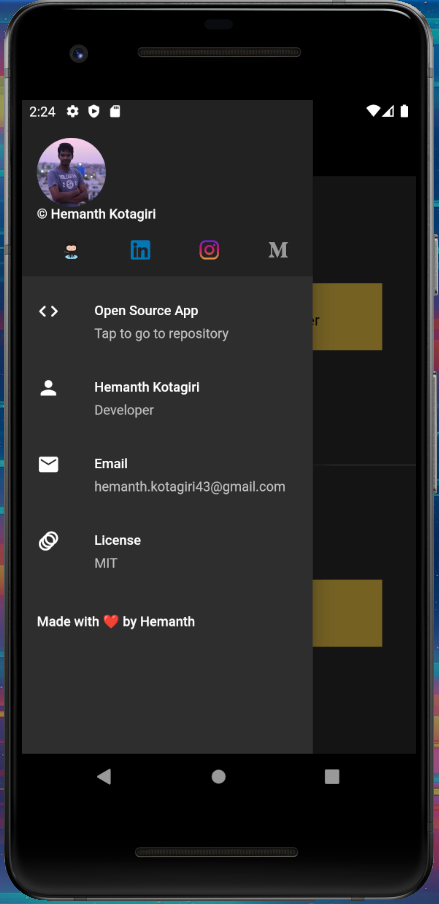 2:24
© Hemanth Kotagiri
in
M
Open Source App
Tap to go to repository
er
Hemanth Kotagiri
Developer
Email
hemanth.kotagiri43@gmail.com
License
MIT
Made with ❤️ by Hemanth